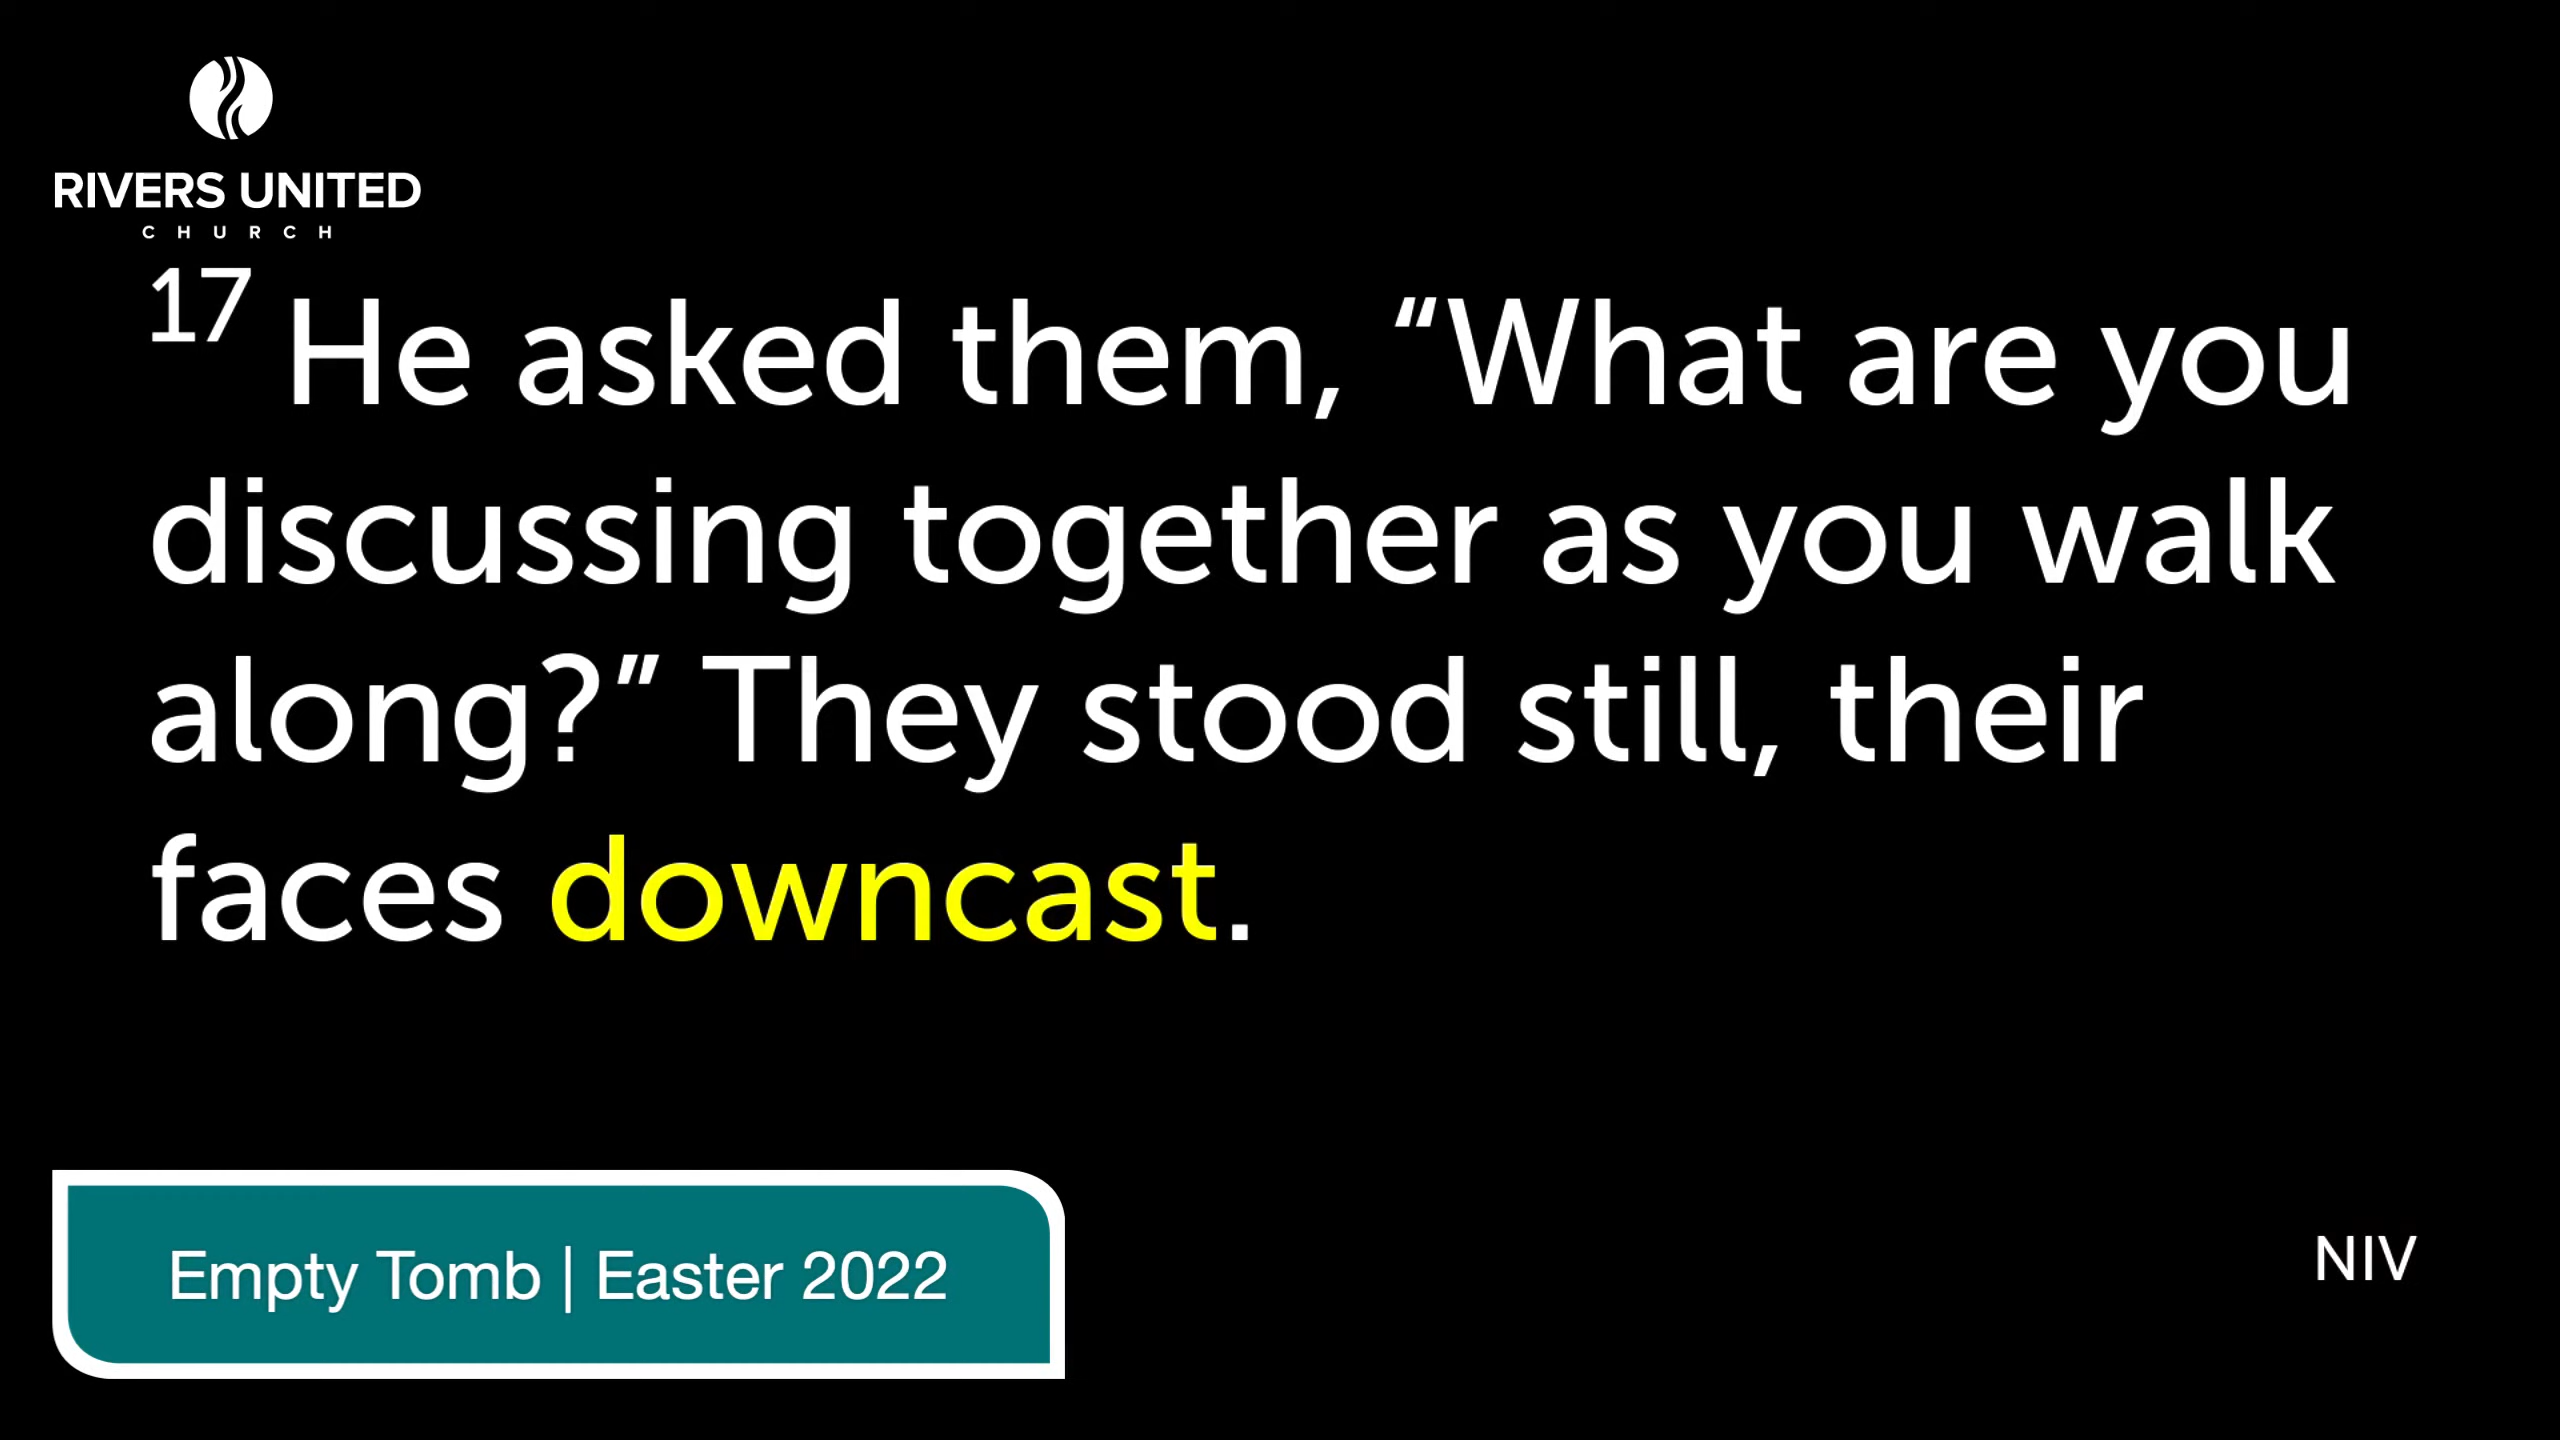 RIVERS UNITED
CHURCH
17 He asked them, “What are you
discussing together as you walk
along?” They stood still, their
faces downcast.
Empty Tomb | Easter 2022
NIV